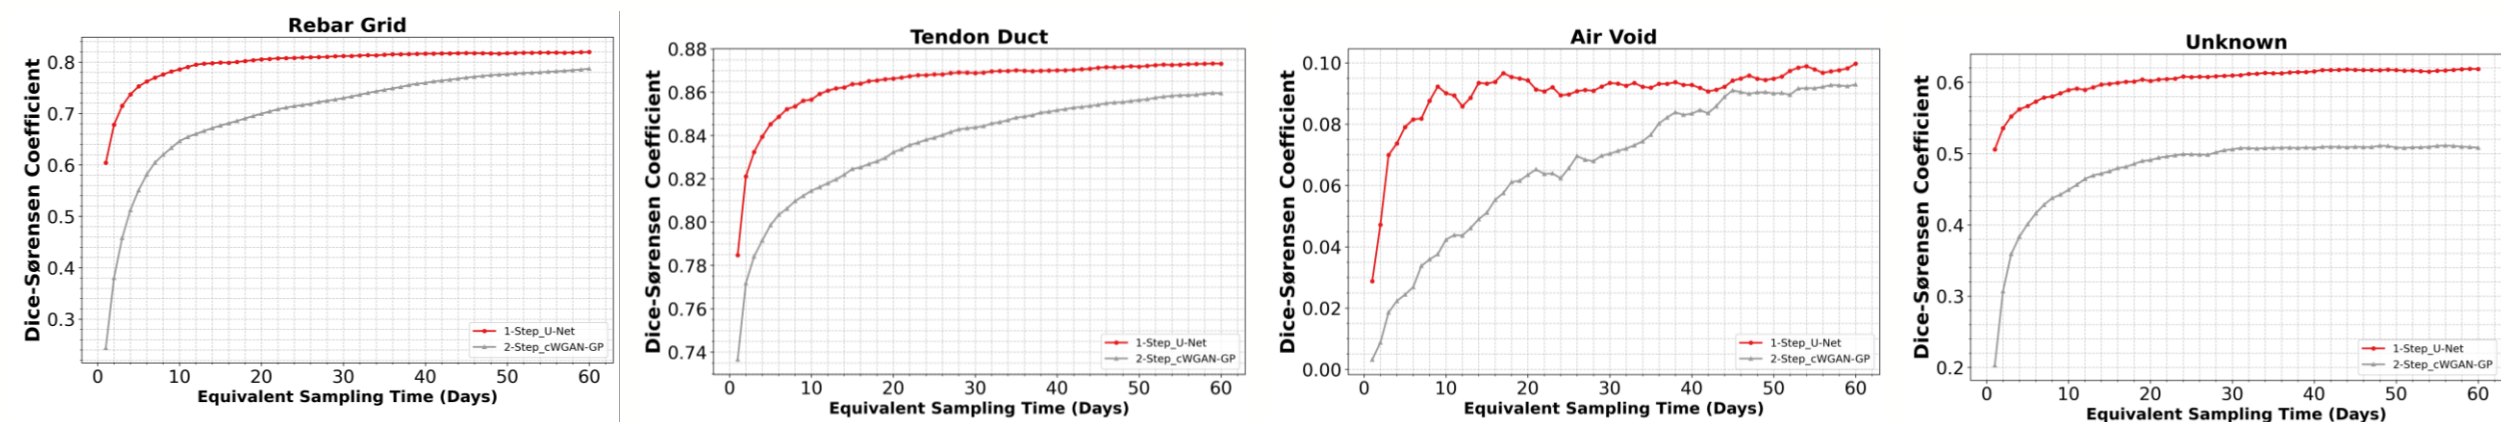 Rebar Grid
Dice-Sørensen Coefficient
0.8
0.7
0.6
0.5
0.4
0.3
0 10 20 30 40 50 60
Equivalent Sampling Time (Days)
1-Step_U-Net
2-Step_cWGAN-GP
Tendon Duct
Dice-Sørensen Coefficient
0.88
0.86
0.84
0.82
0.80
0.78
0.76
0.74
0 10 20 30 40 50 60
Equivalent Sampling Time (Days)
1-Step_U-Net
2-Step_cWGAN-GP
Air Void
Dice-Sørensen Coefficient
0.10
0.08
0.06
0.04
0.02
0.00
0 10 20 30 40 50 60
Equivalent Sampling Time (Days)
1-Step_U-Net
2-Step_cWGAN-GP
Unknown
Dice-Sørensen Coefficient
0.6
0.5
0.4
0.3
0.2
0 10 20 30 40 50 60
Equivalent Sampling Time (Days)
1-Step_U-Net
2-Step_cWGAN-GP